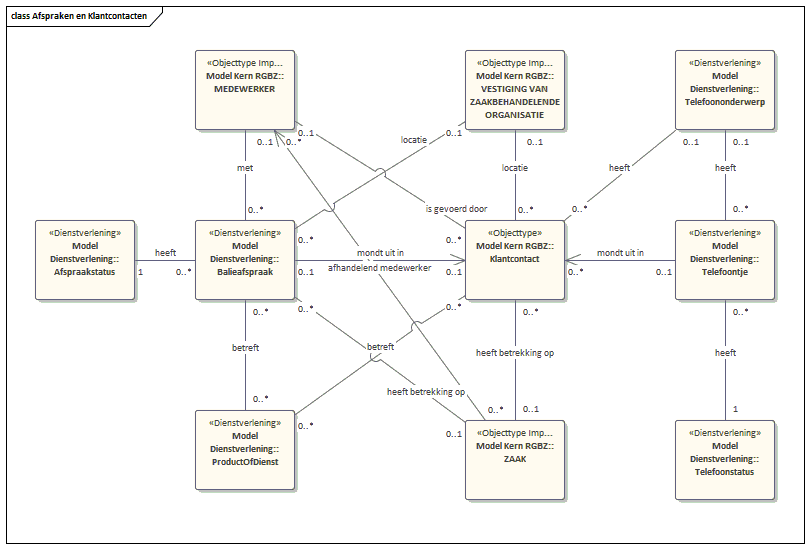 class Afspraken en Klantcontacten
«Objecttype Imp...
Model Kern RGBZ::
MEDEWERKER
«Objecttype Imp...
Model Kern RGBZ::
VESTIGING VAN
ZAAKBEHANDELENDE
ORGANISATIE
«Dienstverlening»
Model
Dienstverlening::
Telefoononderwerp
0..1
0..*
0..1
0..1
0..1
0..1
0..1
locatie
met
locatie
heeft
heeft
0..*
is gevoerd door
0..*
0..*
0..*
«Dienstverlening»
Model
Dienstverlening::
Afspraakstatus
heeft
1
0..*
«Dienstverlening»
Model
Dienstverlening::
Balieafspraak
0..*
0..*
mondt uit in
0..1
afhandelend medewerker
0..1
«Objecttype»
Model Kern RGBZ::
Klantcontact
mondt uit in
0..*
0..1
«Dienstverlening»
Model
Dienstverlening::
Telefoontje
0..*
0..*
0..*
0..*
0..*
betreft
betreft
heeft betrekking op
heeft
heeft betrekking op
0..*
0..*
0..1
0..*
0..1
1
«Dienstverlening»
Model
Dienstverlening::
ProductOfDienst
«Objecttype Imp...
Model Kern RGBZ::
ZAAK
«Dienstverlening»
Model
Dienstverlening::
Telefoonstatus